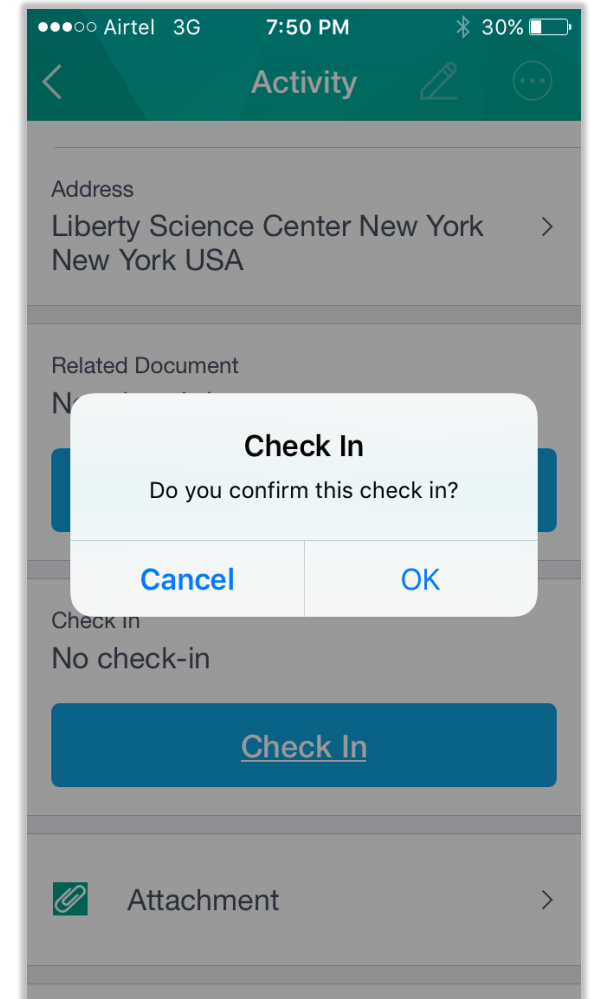 Airtel 3G 7:50 PM 30%
Activity
Address
Liberty Science Center New York
New York USA
Related Document
Check In
Do you confirm this check in?
Cancel OK
Check In
No check-in
Check In
Attachment